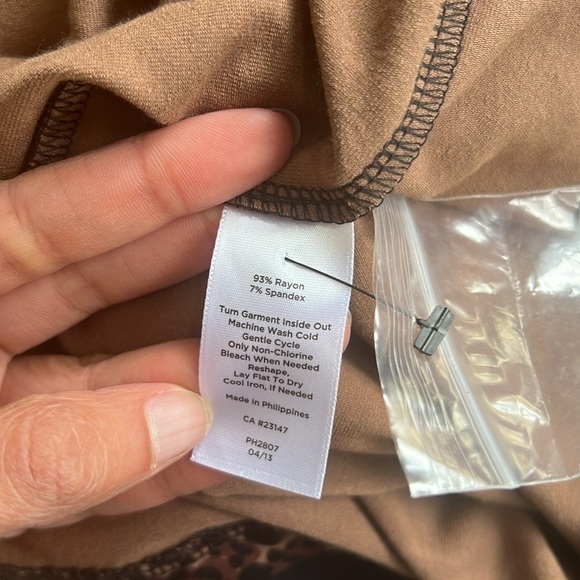 93% Rayon
7% Spandex
Turn Garment Inside Out
Machine Wash Cold
Gentle Cycle
Only Non-Chlorine
Bleach When Needed
Reshape,
Lay Flat To Dry
Cool Iron, If Needed
Made in Philippines
CA #23147
PH2807
04/13